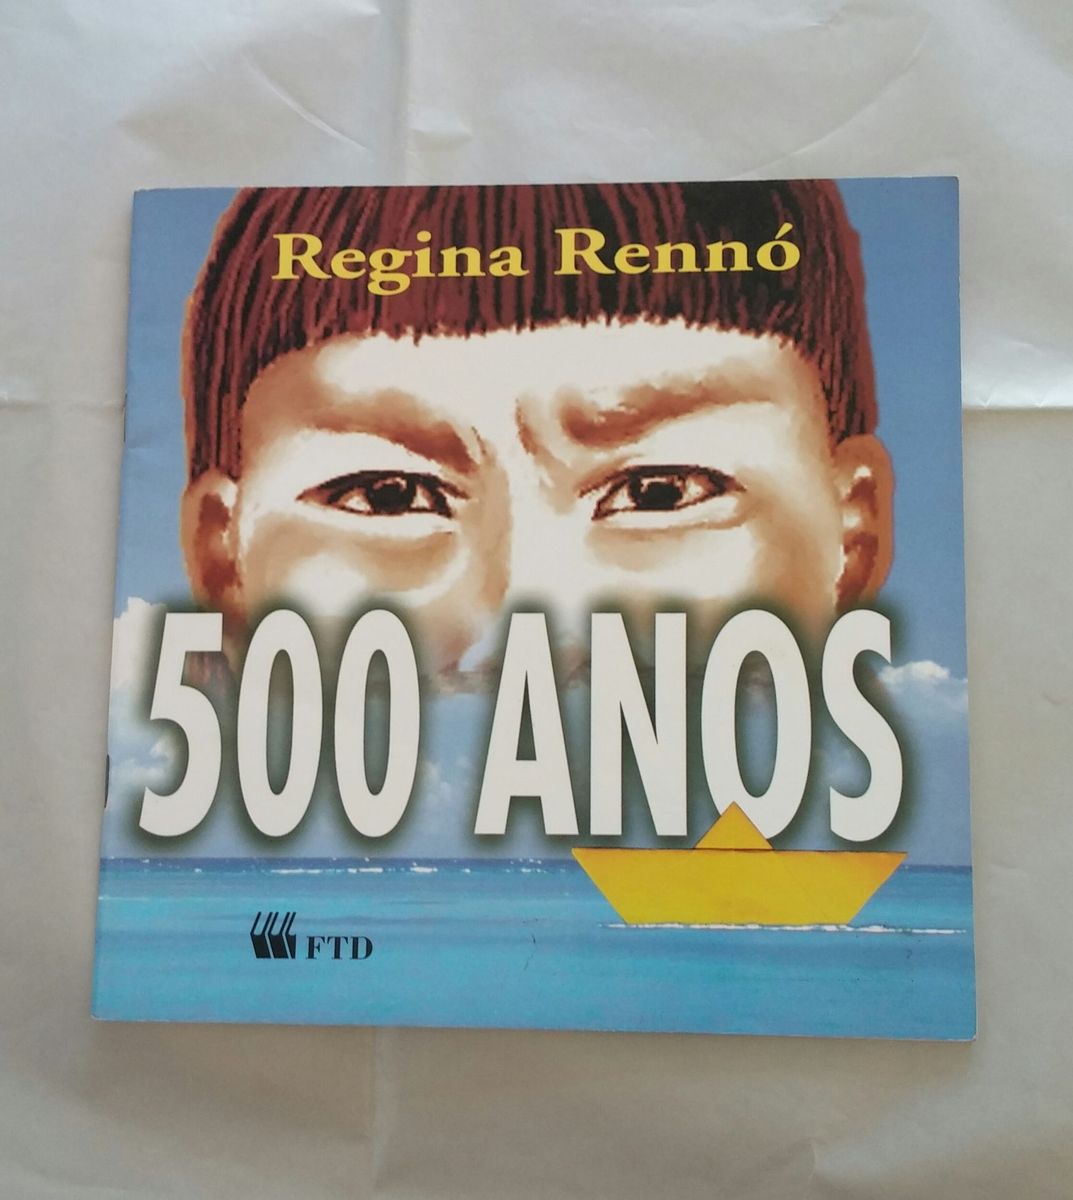 Regina Rennó
500 ANOS
FTD